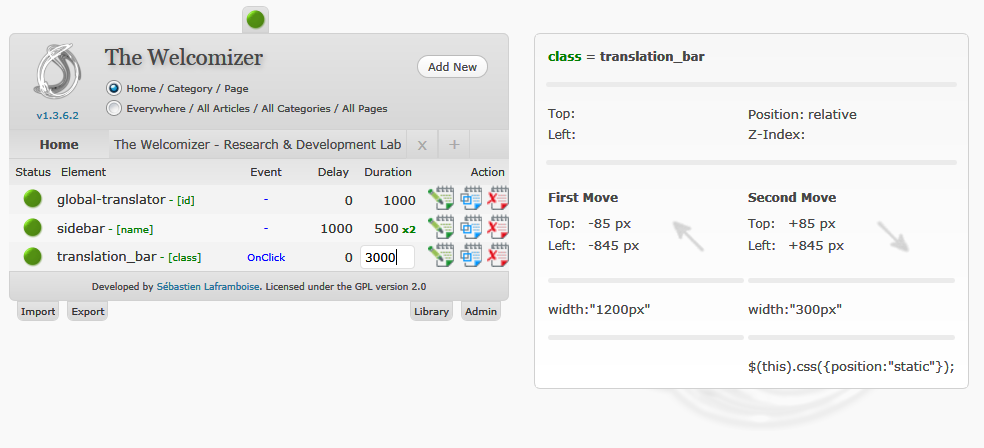 The Welcomizer
Add New
Home / Category / Page
Everywhere / All Articles / All Categories / All Pages
v1.3.6.2
Home The Welcomizer - Research & Development Lab x +
Status Element Event Delay Duration Action
global-translator - [id] - 0 1000
sidebar - [name] - 1000 500 x2
translation_bar - [class] OnClick 0 3000
Developed by Sébastien Laframboise. Licensed under the GPL version 2.0
Import Export Library Admin
class = translation_bar
Top: Position: relative
Left: Z-Index:
First Move Second Move
Top: -85 px Top: +85 px
Left: -845 px Left: +845 px
width:"1200px" width:"300px"
$(this).css({position:"static"});